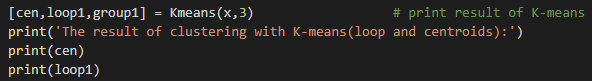 [cen,loop1,group1] = Kmeans(x,3) # print result of K-means
print('The result of clustering with K-means(loop and centroids):')
print(cen)
print(loop1)